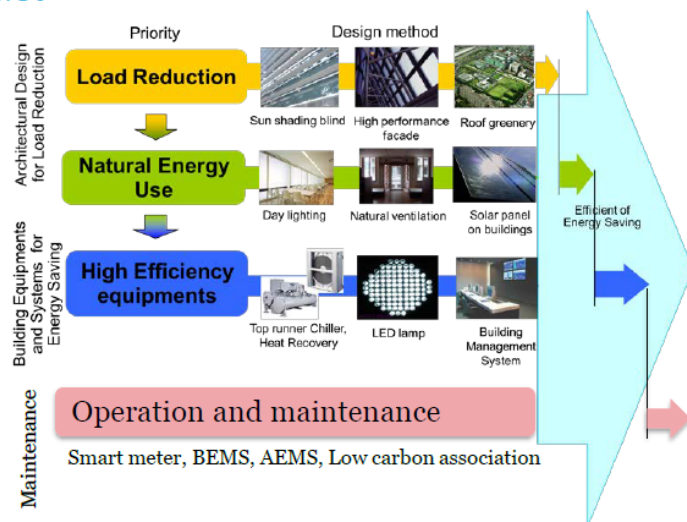 Priority
Design method
Architectural Design
for Load Reduction
Load Reduction
Sun shading blind
High performance
facade
Roof greenery
Natural Energy
Use
Day lighting
Natural ventilation
Solar panel
on buildings
Efficient of
Energy Saving
Building Equipments
and Systems for
Energy Saving
High Efficiency
equipments
Top runner Chiller,
Heat Recovery
LED lamp
Building
Management
System
Maintenance
Operation and maintenance
Smart meter, BEMS, AEMS, Low carbon association